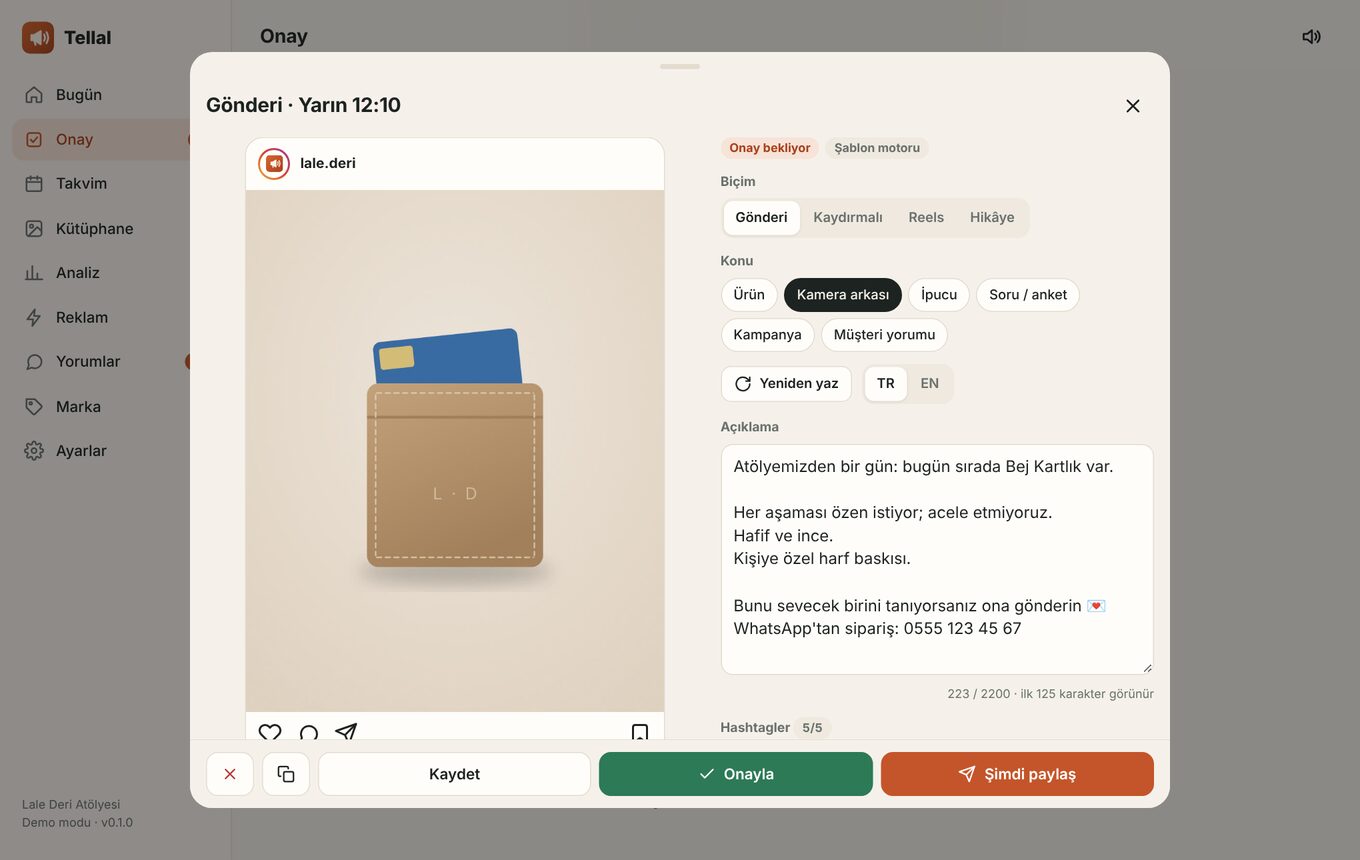 Tellal
Onay
Bugün
Onay
Takvim
Kütüphane
Analiz
Reklam
Yorumlar
Marka
Ayarlar
Lale Deri Atölyesi
Demo modu · v0.1.0
Gönderi · Yarın 12:10
lale.deri
L · D
Onay bekliyor
Şablon motoru
Biçim
Gönderi Kaydırmalı Reels Hikâye
Konu
Ürün Kamera arkası İpucu Soru / anket
Kampanya Müşteri yorumu
Yeniden yaz TR EN
Açıklama
Atölyemizden bir gün: bugün sırada Bej Kartlık var.
Her aşaması özen istiyor; acele etmiyoruz.
Hafif ve ince.
Kişiye özel harf baskısı.
Bunu sevecek birini tanıyorsanız ona gönderin 💌
WhatsApp'tan sipariş: 0555 123 45 67
223 / 2200 · ilk 125 karakter görünür
Hashtagler 5/5
Kaydet
Onayla
Şimdi paylaş